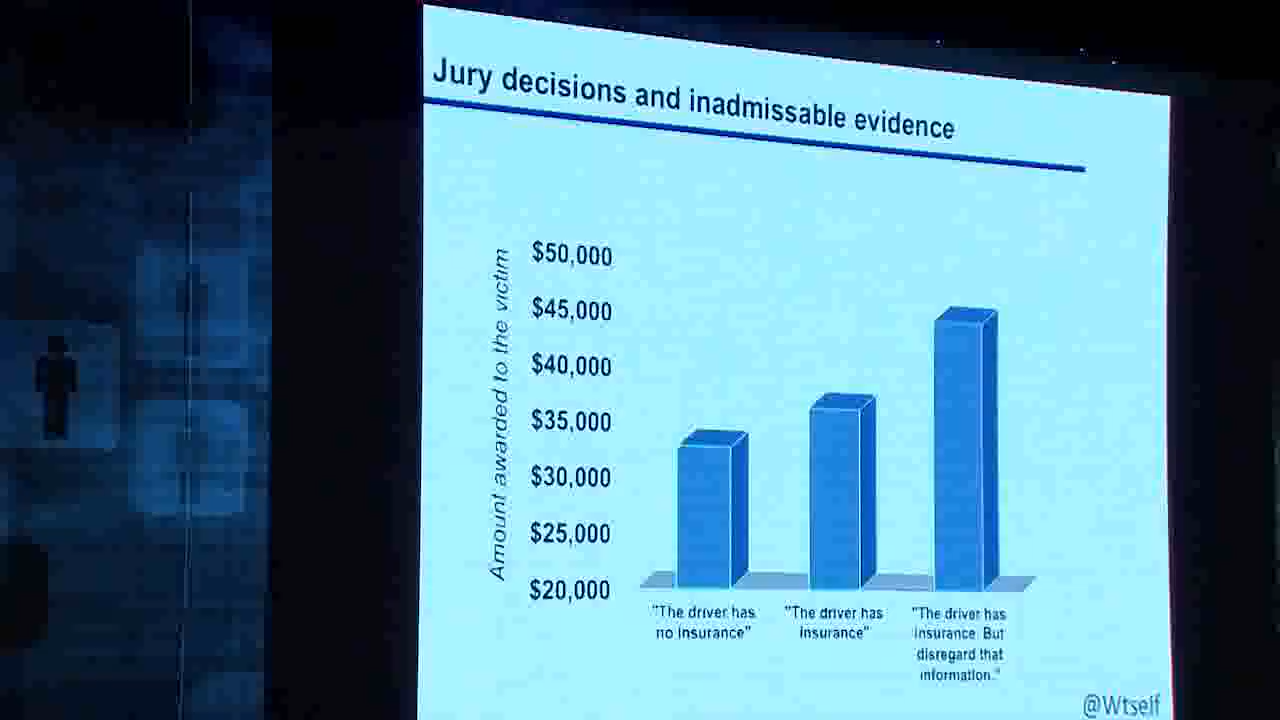 Jury decisions and inadmissable evidence
Amount awarded to the victim
$50,000
$45,000
$40,000
$35,000
$30,000
$25,000
$20,000
"The driver has
no insurance"
"The driver has
insurance"
"The driver has
insurance. But
disregard that
information."
@Wtself